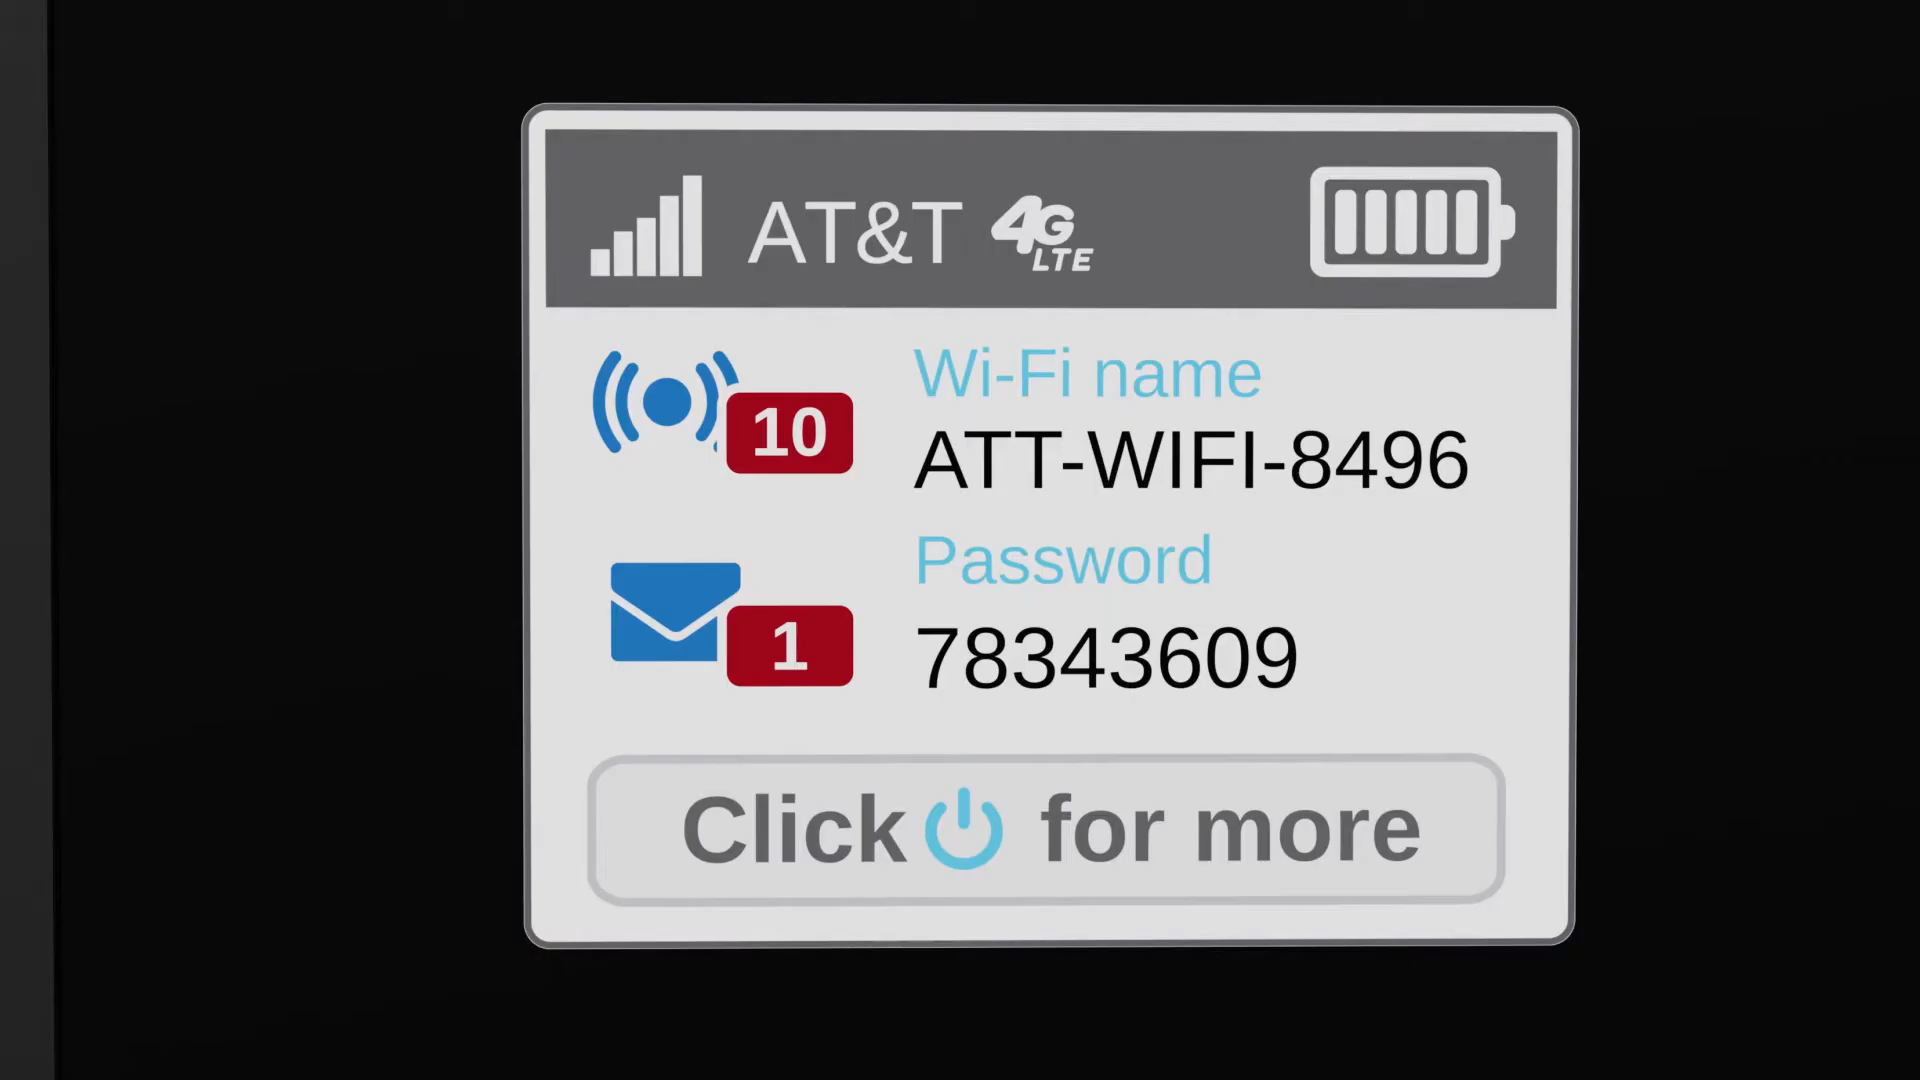 AT&T 4G LTE
10
Wi-Fi name
ATT-WIFI-8496
Password
1
78343609
Click for more